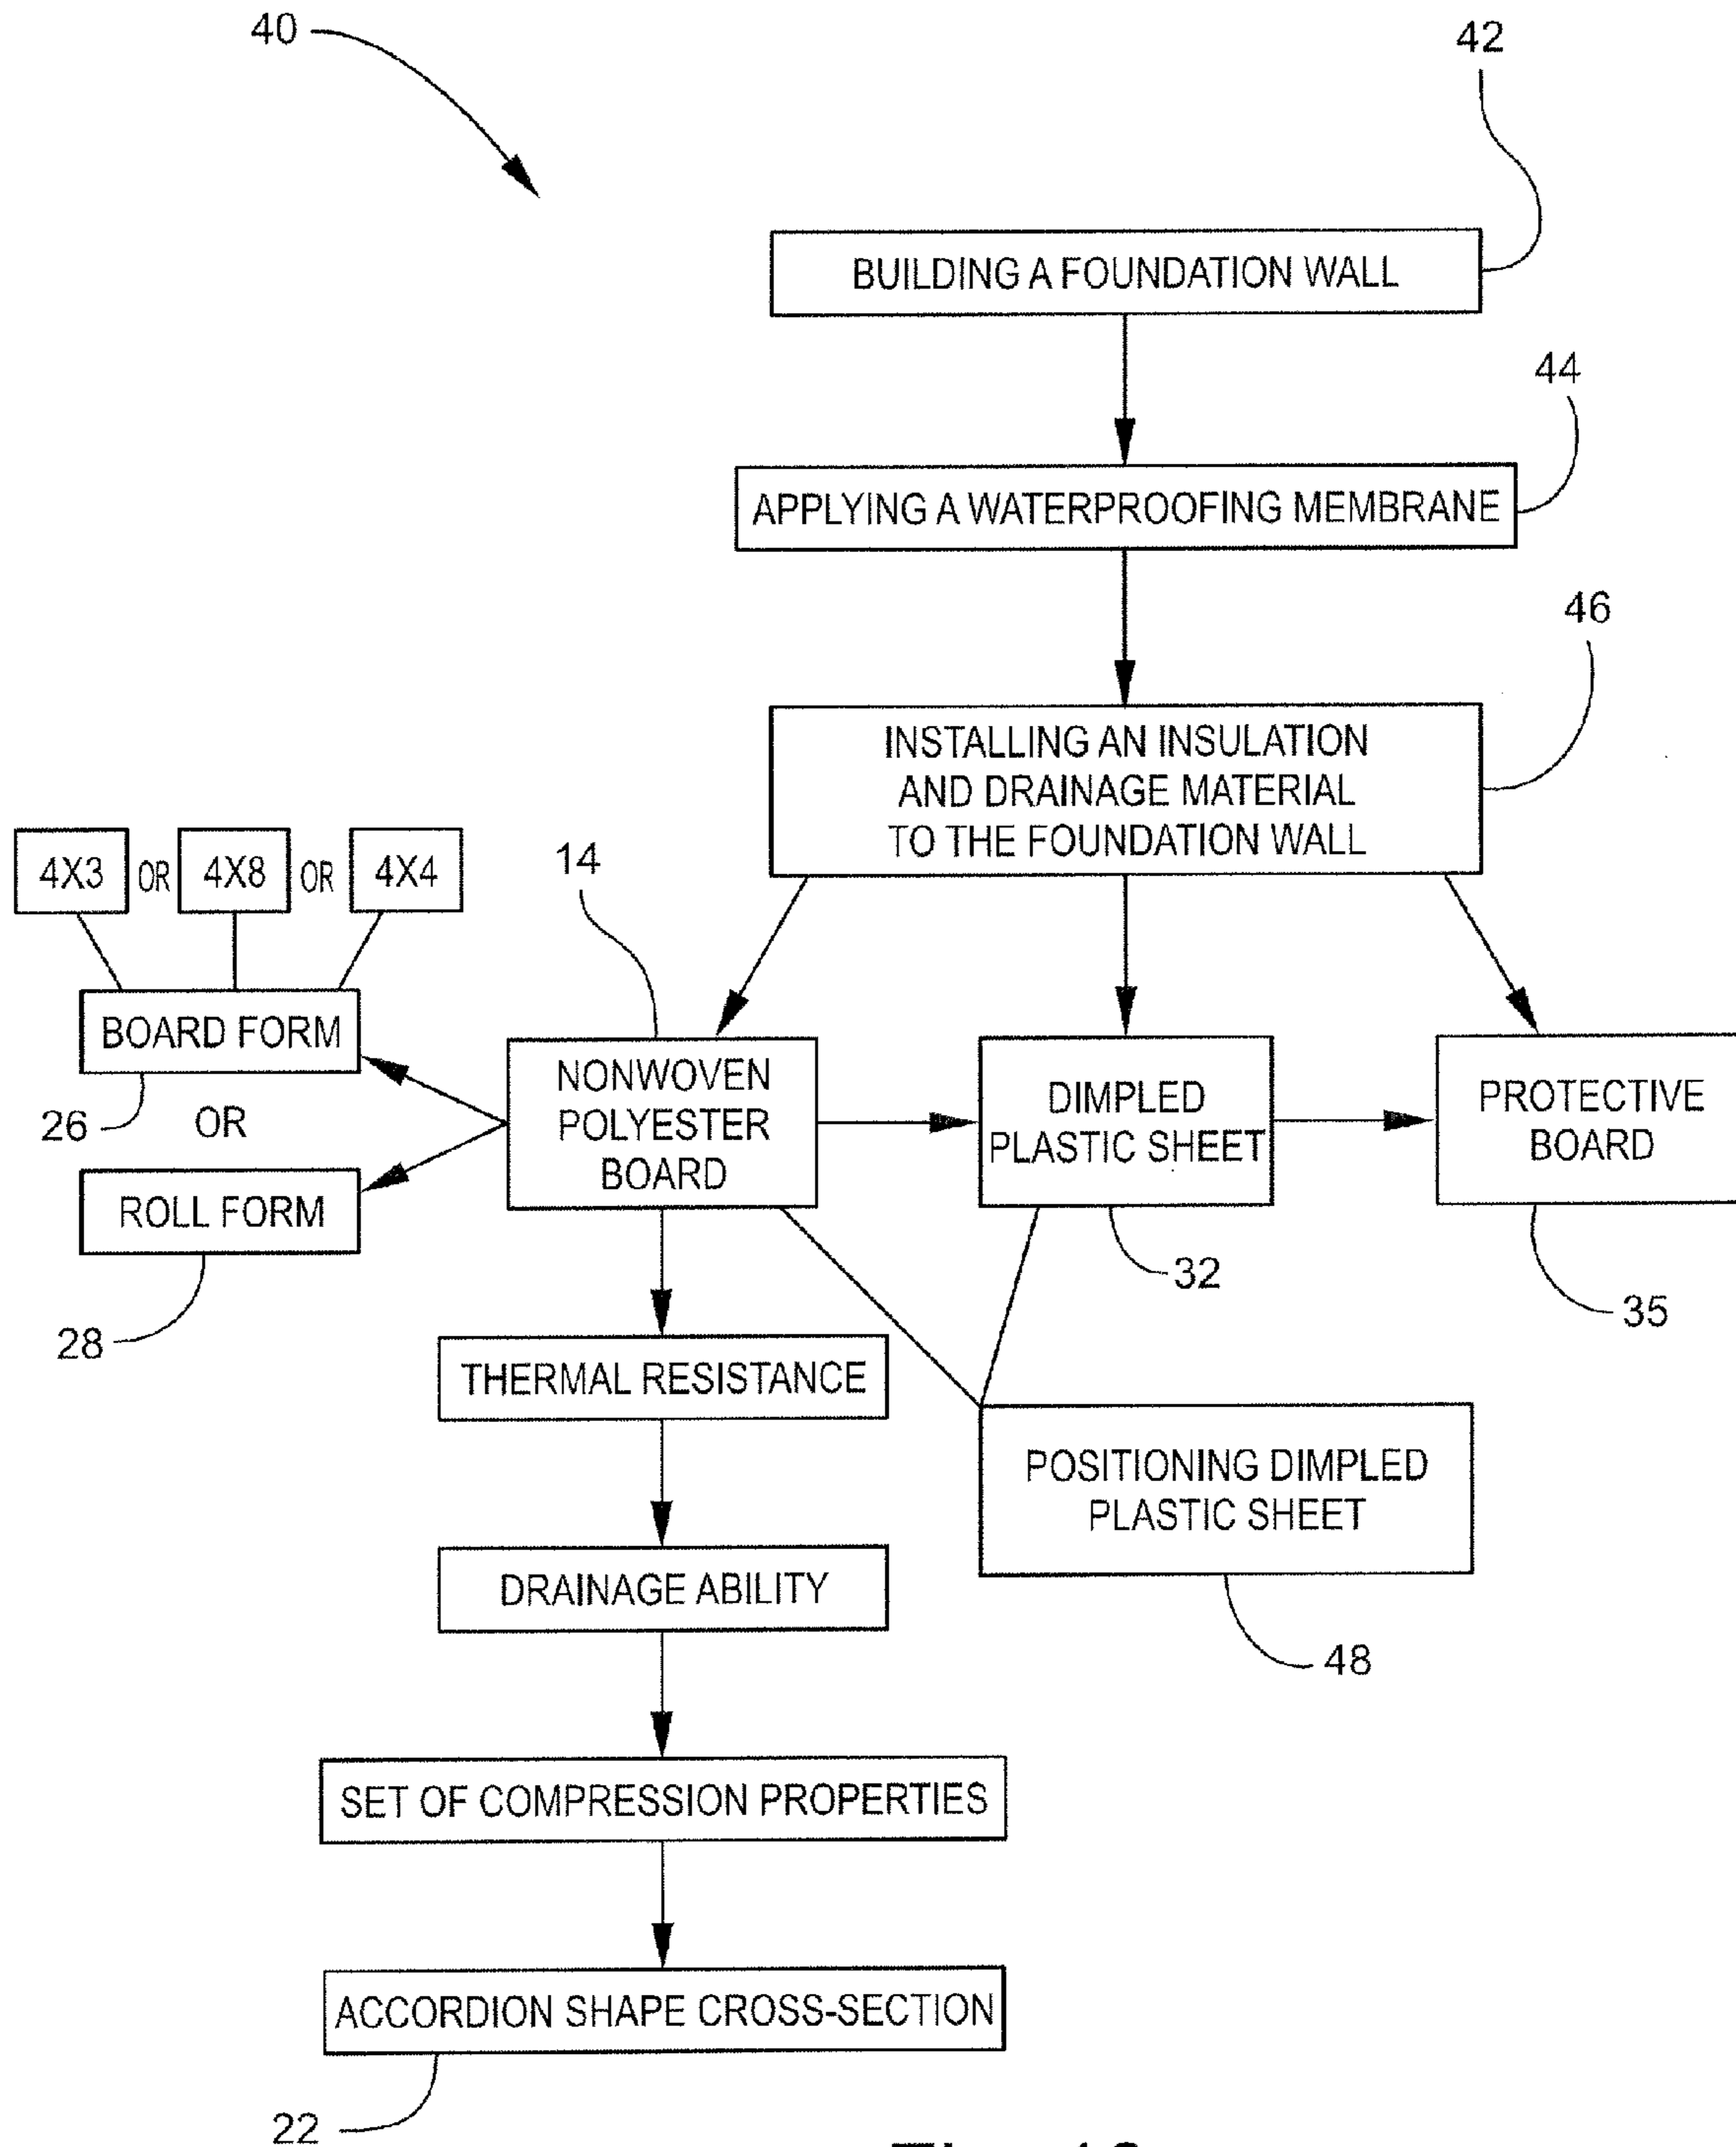 40
42
BUILDING A FOUNDATION WALL
44
APPLYING A WATERPROOFING MEMBRANE
46
INSTALLING AN INSULATION
AND DRAINAGE MATERIAL
TO THE FOUNDATION WALL
4X3 OR 4X8 OR 4X4
14
BOARD FORM
26
OR
ROLL FORM
28
NONWOVEN
POLYESTER
BOARD
DIMPLED
PLASTIC SHEET
32
PROTECTIVE
BOARD
35
THERMAL RESISTANCE
POSITIONING DIMPLED
PLASTIC SHEET
48
DRAINAGE ABILITY
SET OF COMPRESSION PROPERTIES
ACCORDION SHAPE CROSS-SECTION
22